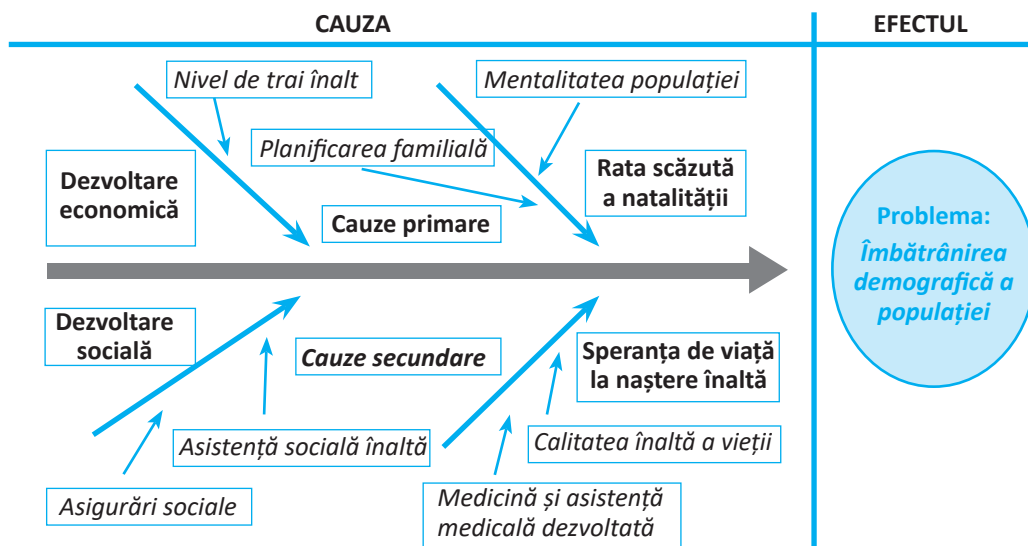 CAUZA
EFECTUL
Nivel de trai înalt
Mentalitatea populației
Planificarea familială
Dezvoltare
economică
Rata scăzută
a natalității
Cauze primare
Problema:
Îmbătrânirea
demografică a
populației
Dezvoltare
socială
Cauze secundare
Speranța de viață
la naștere înaltă
Asistență socială înaltă
Calitatea înaltă a vieții
Asigurări sociale
Medicină și asistență
medicală dezvoltată